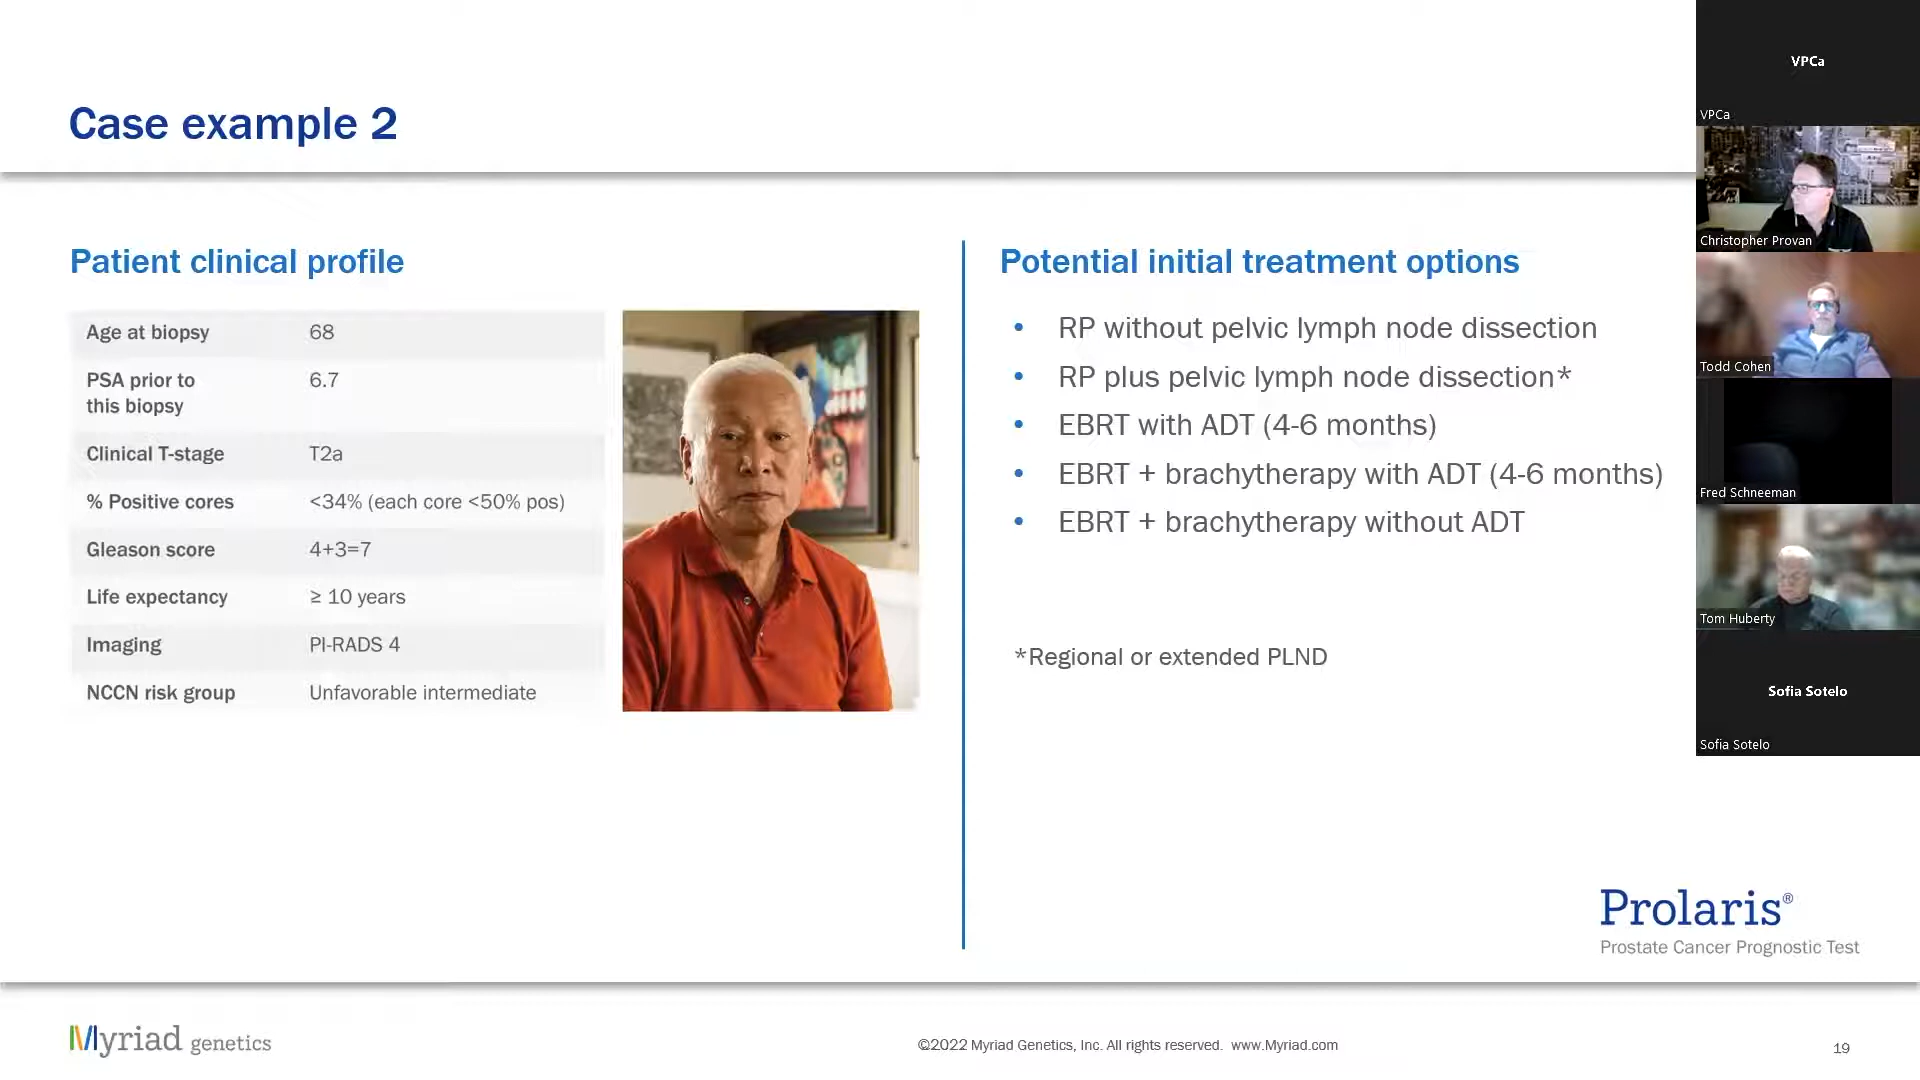 Case example 2
Patient clinical profile
Age at biopsy 68
PSA prior to 6.7
this biopsy
Clinical T-stage T2a
% Positive cores <34% (each core <50% pos)
Gleason score 4+3=7
Life expectancy ≥ 10 years
Imaging PI-RADS 4
NCCN risk group Unfavorable intermediate
Potential initial treatment options
• RP without pelvic lymph node dissection
• RP plus pelvic lymph node dissection*
• EBRT with ADT (4-6 months)
• EBRT + brachytherapy with ADT (4-6 months)
• EBRT + brachytherapy without ADT
*Regional or extended PLND
Prolaris®
Prostate Cancer Prognostic Test
Myriad genetics
©2022 Myriad Genetics, Inc. All rights reserved. www.Myriad.com
19
VPCa
VPCa
Christopher Provan
Todd Cohen
Fred Schneeman
Tom Huberty
Sofia Sotelo
Sofia Sotelo